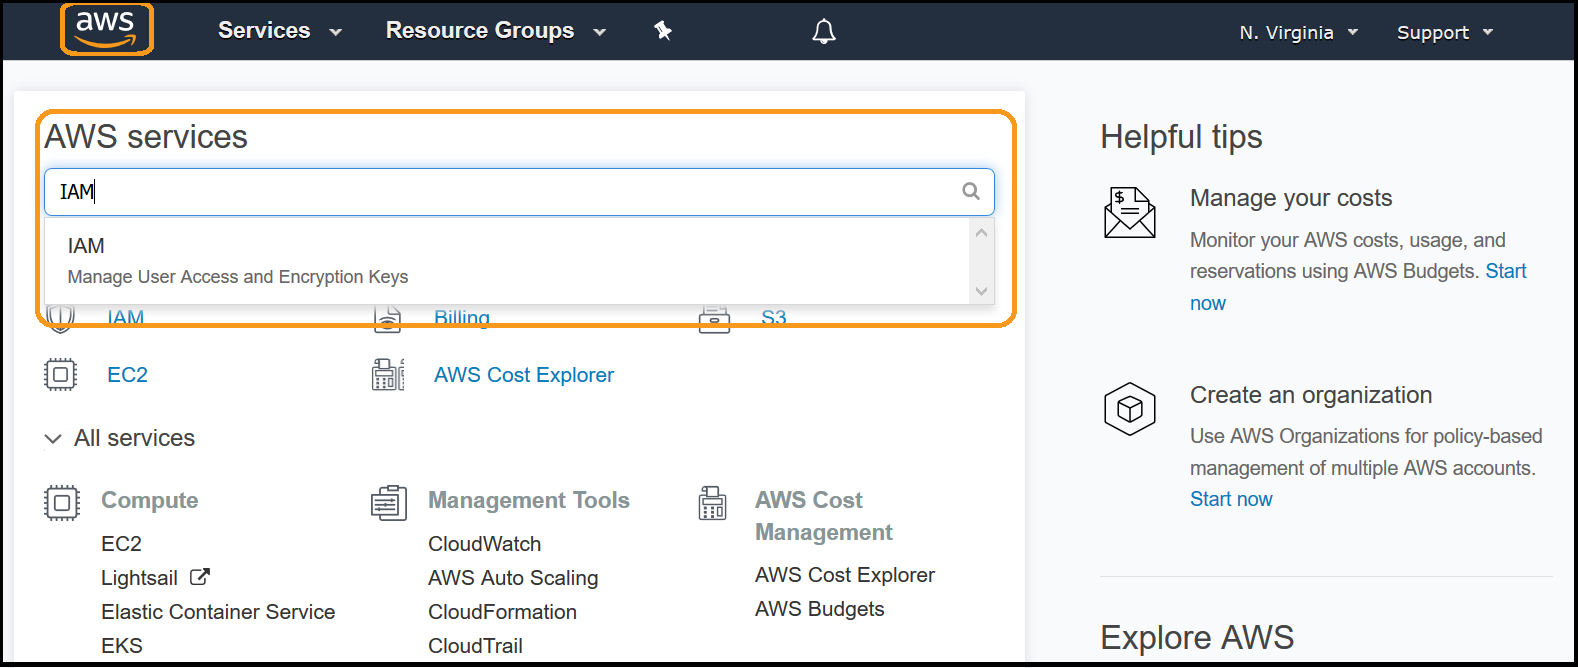 aws Services Resource Groups N. Virginia Support
AWS services
IAM
IAM
Manage User Access and Encryption Keys
IAM Billing S3
EC2 AWS Cost Explorer
All services
Compute
EC2
Lightsail
Elastic Container Service
EKS
Management Tools
CloudWatch
AWS Auto Scaling
CloudFormation
CloudTrail
AWS Cost
Management
AWS Cost Explorer
AWS Budgets
Helpful tips
$
Manage your costs
Monitor your AWS costs, usage, and
reservations using AWS Budgets. Start
now
Create an organization
Use AWS Organizations for policy-based
management of multiple AWS accounts.
Start now
Explore AWS